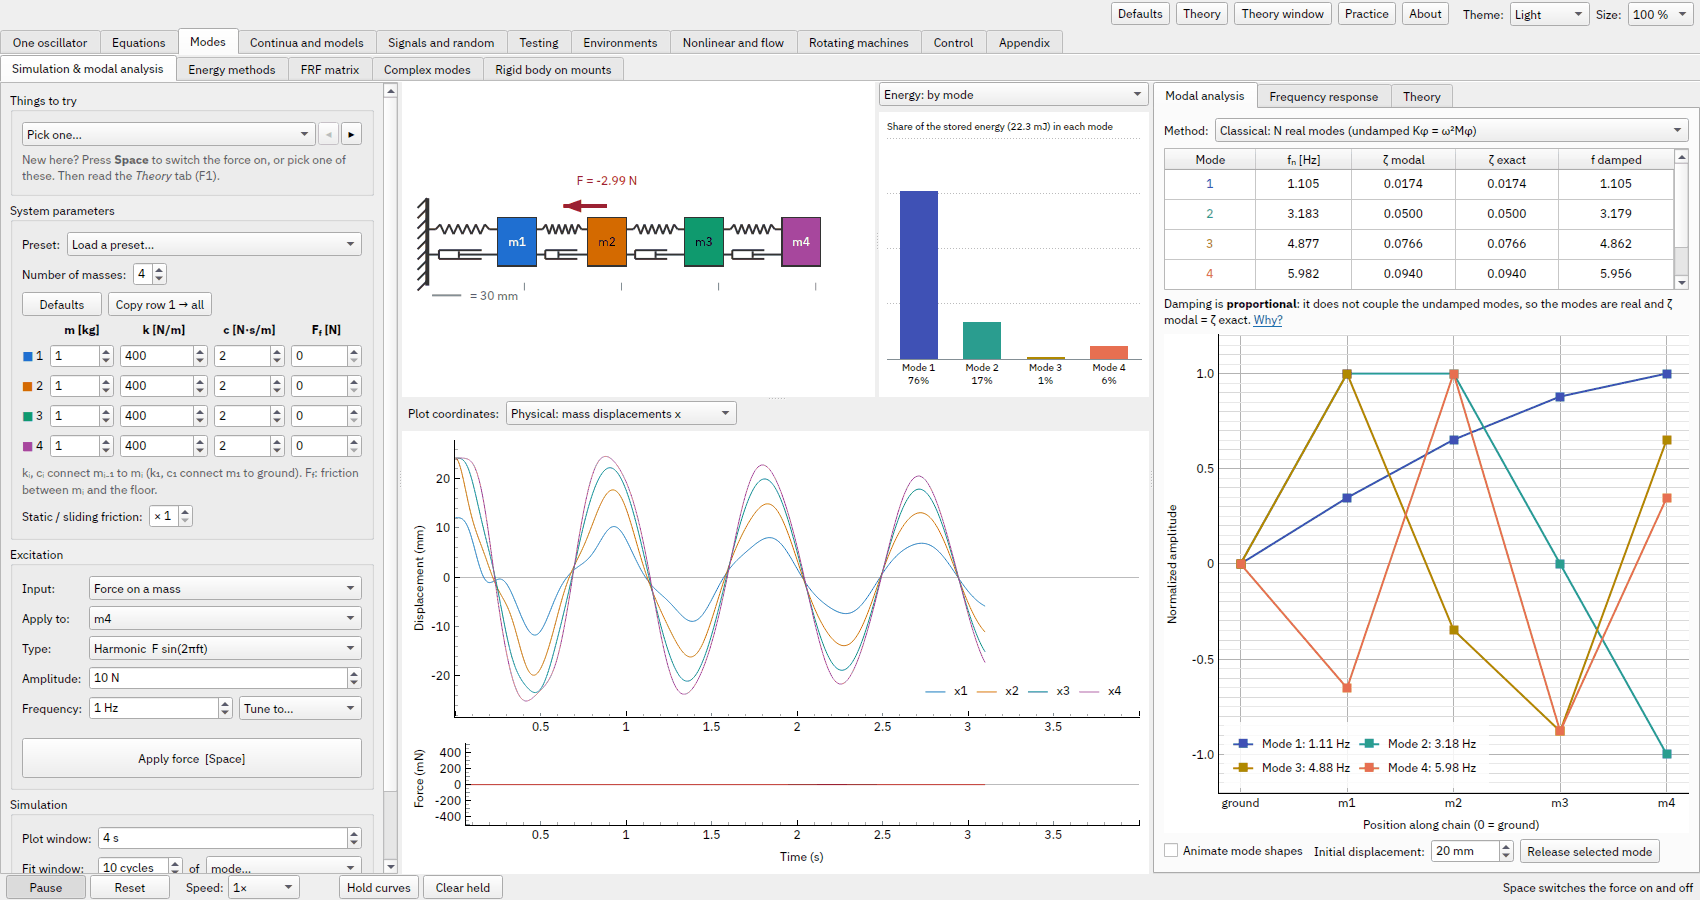 Defaults Theory Theory window Practice About Theme: Light Size: 100 %
One oscillator Equations Modes Continua and models Signals and random Testing Environments Nonlinear and flow Rotating machines Control Appendix
Simulation & modal analysis Energy methods FRF matrix Complex modes Rigid body on mounts
Things to try
Pick one...
New here? Press Space to switch the force on, or pick one of
these. Then read the Theory tab (F1).
System parameters
Preset: Load a preset...
Number of masses: 4
Defaults Copy row 1 → all
m [kg] k [N/m] c [N·s/m] Ff [N]
1 1 400 2 0
2 1 400 2 0
3 1 400 2 0
4 1 400 2 0
kᵢ, cᵢ connect mᵢ₋₁ to mᵢ (k₁, c₁ connect m₁ to ground). Ff: friction
between mᵢ and the floor.
Static / sliding friction: × 1
Excitation
Input: Force on a mass
Apply to: m4
Type: Harmonic F sin(2πft)
Amplitude: 10 N
Frequency: 1 Hz Tune to...
Apply force [Space]
Simulation
Plot window: 4 s
Fit window: 10 cycles of mode...
Pause Reset Speed: 1× Hold curves Clear held
F = -2.99 N
m1 m2 m3 m4
= 30 mm
Energy: by mode
Share of the stored energy (22.3 mJ) in each mode
Mode 1 Mode 2 Mode 3 Mode 4
76% 17% 1% 6%
Plot coordinates: Physical: mass displacements x
Displacement (mm)
20
10
0
-10
-20
x1 x2 x3 x4
0.5 1 1.5 2 2.5 3 3.5
Force (mN)
400
200
0
-200
-400
0.5 1 1.5 2 2.5 3 3.5
Time (s)
Modal analysis Frequency response Theory
Method: Classical: N real modes (undamped Kφ = ω²Mφ)
Mode fₙ [Hz] ζ modal ζ exact f damped
1 1.105 0.0174 0.0174 1.105
2 3.183 0.0500 0.0500 3.179
3 4.877 0.0766 0.0766 4.862
4 5.982 0.0940 0.0940 5.956
Damping is proportional: it does not couple the undamped modes, so the modes are real and ζ
modal = ζ exact. Why?
Normalized amplitude
1.0
0.5
0
-0.5
-1.0
Mode 1: 1.11 Hz Mode 2: 3.18 Hz
Mode 3: 4.88 Hz Mode 4: 5.98 Hz
ground m1 m2 m3 m4
Position along chain (0 = ground)
Animate mode shapes Initial displacement: 20 mm Release selected mode
Space switches the force on and off